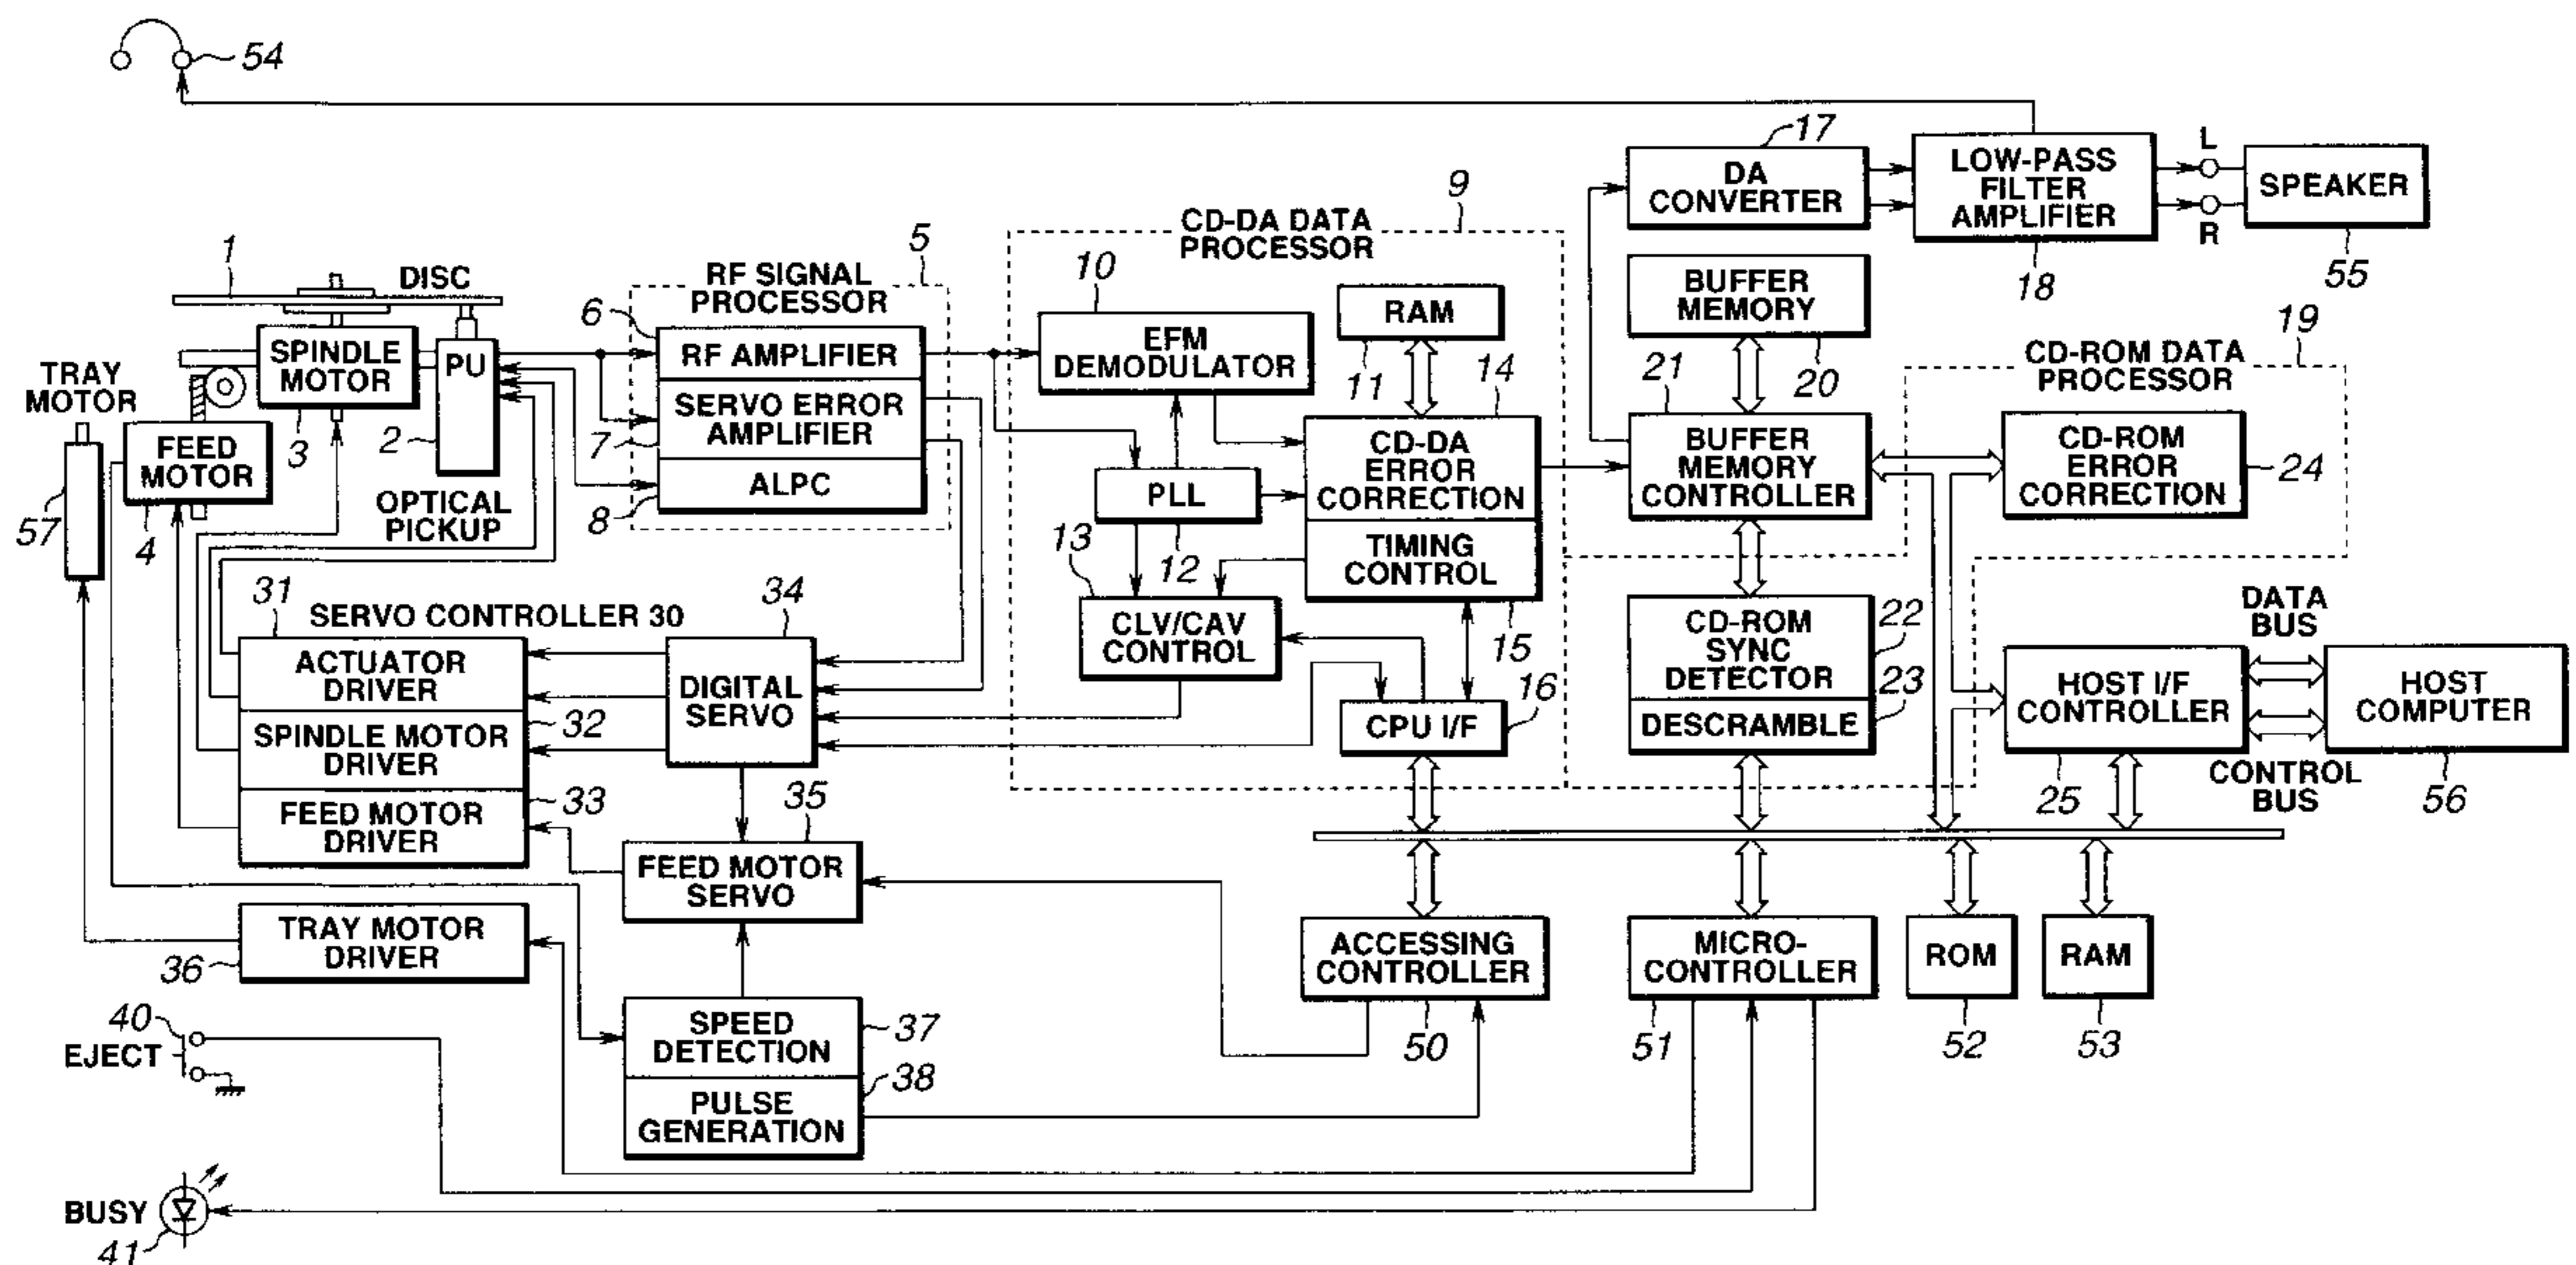 54
17
L
DA
CONVERTER
LOW-PASS
FILTER
AMPLIFIER
SPEAKER
R
18
55
9
CD-DA DATA
PROCESSOR
5
RF SIGNAL
PROCESSOR
1
DISC
10
RAM
11
BUFFER
MEMORY
20
19
CD-ROM DATA
PROCESSOR
6
RF AMPLIFIER
EFM
DEMODULATOR
14
21
TRAY
MOTOR
SPINDLE
MOTOR
PU
3
2
7
SERVO ERROR
AMPLIFIER
FEED
MOTOR
4
57
OPTICAL
PICKUP
8
ALPC
PLL
12
CD-DA
ERROR
CORRECTION
BUFFER
MEMORY
CONTROLLER
CD-ROM
ERROR
CORRECTION
24
13
TIMING
CONTROL
15
31
SERVO CONTROLLER 30
34
CLV/CAV
CONTROL
CD-ROM
SYNC
DETECTOR
22
23
DESCRAMBLE
DATA
BUS
ACTUATOR
DRIVER
DIGITAL
SERVO
CPU I/F
16
HOST I/F
CONTROLLER
HOST
COMPUTER
32
SPINDLE MOTOR
DRIVER
25
CONTROL
BUS
56
33
FEED MOTOR
DRIVER
35
FEED MOTOR
SERVO
TRAY MOTOR
DRIVER
36
ACCESSING
CONTROLLER
MICRO-
CONTROLLER
ROM
RAM
50
51
52
53
40
EJECT
SPEED
DETECTION
37
38
PULSE
GENERATION
BUSY
41